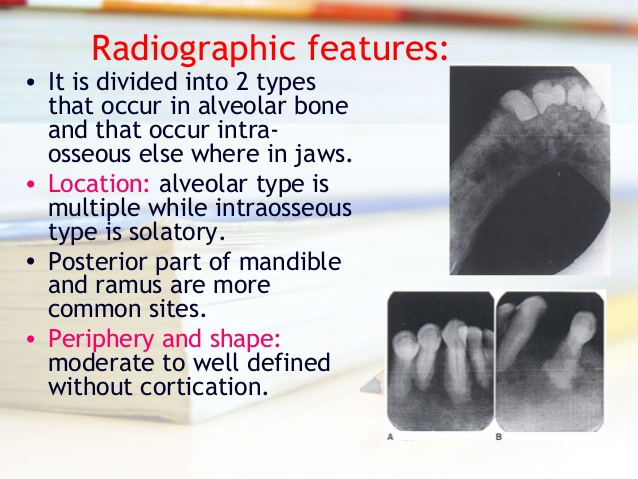 Radiographic features:
• It is divided into 2 types
that occur in alveolar bone
and that occur intra-
osseous else where in jaws.
• Location: alveolar type is
multiple while intraosseous
type is solatory.
• Posterior part of mandible
and ramus are more
common sites.
• Periphery and shape:
moderate to well defined
without cortication.
A
B